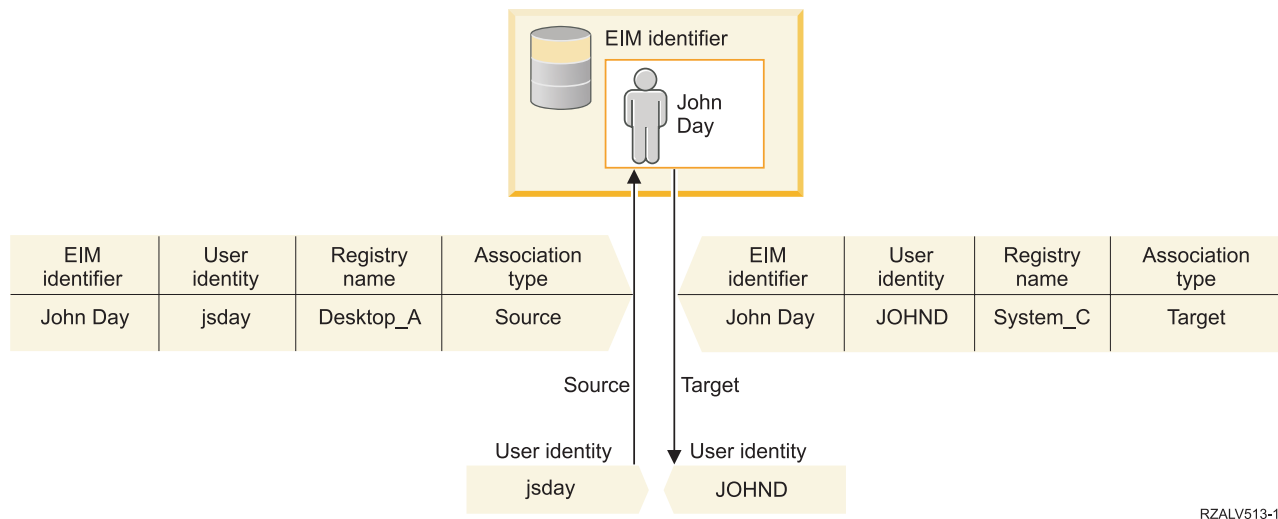 EIM identifier
John
Day
EIM identifier
User identity
Registry name
Association type
John Day
jsday
Desktop_A
Source
EIM identifier
User identity
Registry name
Association type
John Day
JOHND
System_C
Target
Source
Target
User identity
jsday
User identity
JOHND
RZALV513-1